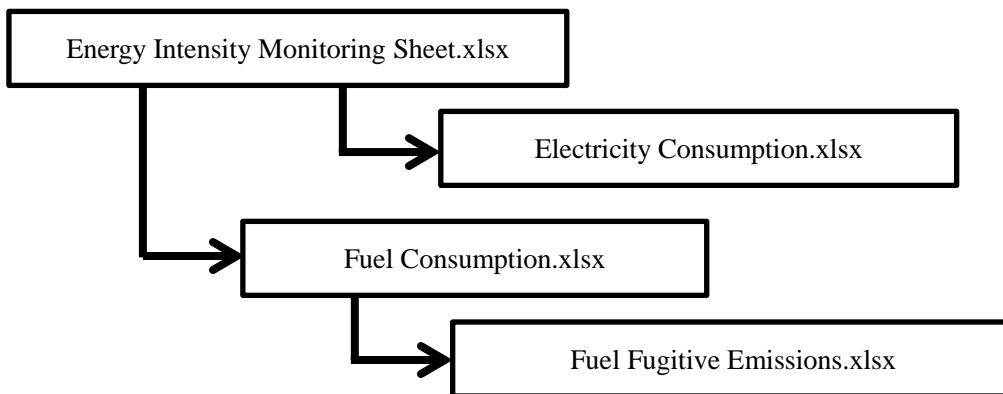 Energy Intensity Monitoring Sheet.xlsx
Electricity Consumption.xlsx
Fuel Consumption.xlsx
Fuel Fugitive Emissions.xlsx